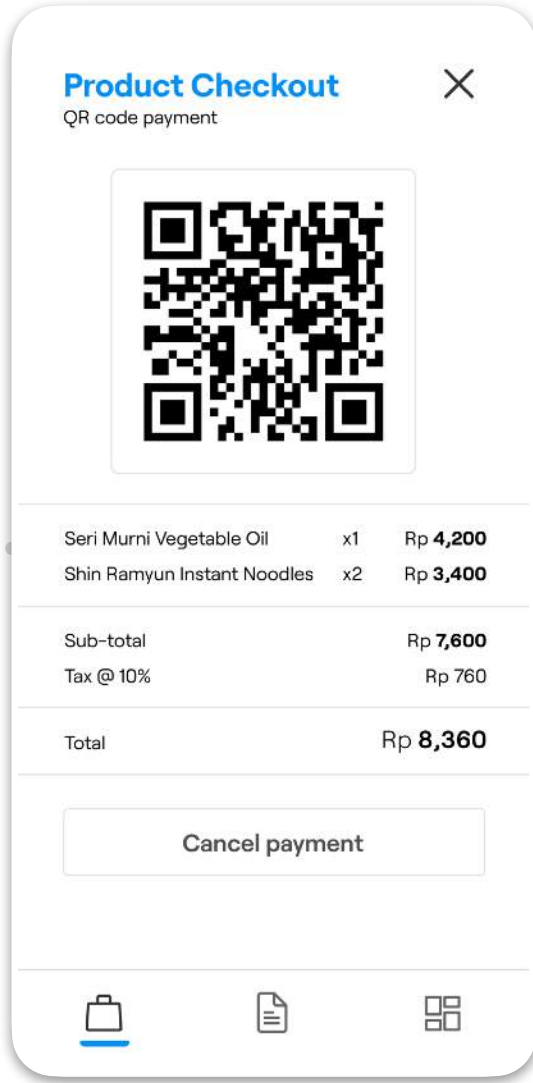 Product Checkout
QR code payment
Seri Murni Vegetable Oil x1 Rp 4,200
Shin Ramyun Instant Noodles x2 Rp 3,400
Sub-total Rp 7,600
Tax @ 10% Rp 760
Total Rp 8,360
Cancel payment